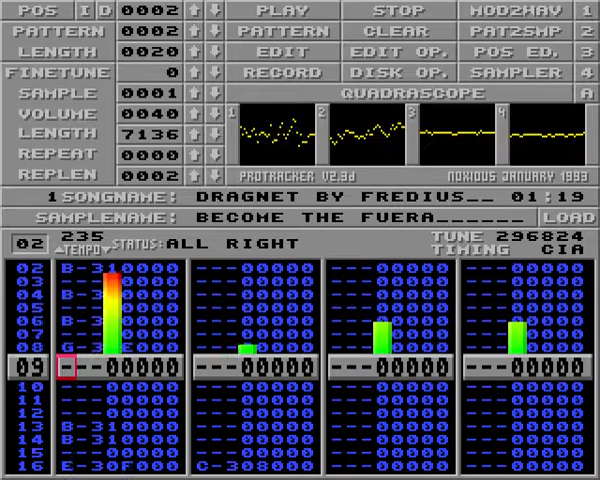 POS I D 0002 PLAY STOP MOD2WAV 1
PATTERN 0002 PATTERN CLEAR PAT2SMP 2
LENGTH 0020 EDIT EDIT OP. POS ED. 3
FINETUNE 0 RECORD DISK OP. SAMPLER 4
SAMPLE 0001 QUADRASCOPE A
VOLUME 0040 1 2 3 4
LENGTH 7136
REPEAT 0000
REPLEN 0002 PROTRACKER V2.3d NOXIOUS JANUARY 1993
1 SONGNAME: DRAGNET BY FREDIUS__ 01:19
SAMPLENAME: BECOME THE FUERA______ LOAD
02 235 TEMPO STATUS: ALL RIGHT TUNE 296824
TIMING CIA
02 B-310000 ---00000 ---00000 ---00000
03 ---00000 ---00000 ---00000
04 B-3 0000 ---00000 ---00000 ---00000
05 ---00000 ---00000 ---00000
06 B-3 0000 ---00000 ---00000 ---00000
07 ---00000 ---00000 ---00000
08 G- 000 ---00000
09 ---00000 ---00000 ---00000 ---00000
10 ---00000 ---00000 ---00000 ---00000
11 ---00000 ---00000 ---00000 ---00000
12 ---00000 ---00000 ---00000 ---00000
13 B-310000 ---00000 ---00000 ---00000
14 B-310000 ---00000 ---00000 ---00000
15 ---00000 ---00000 ---00000 ---00000
16 E-30F000 C-308000 ---00000 ---00000